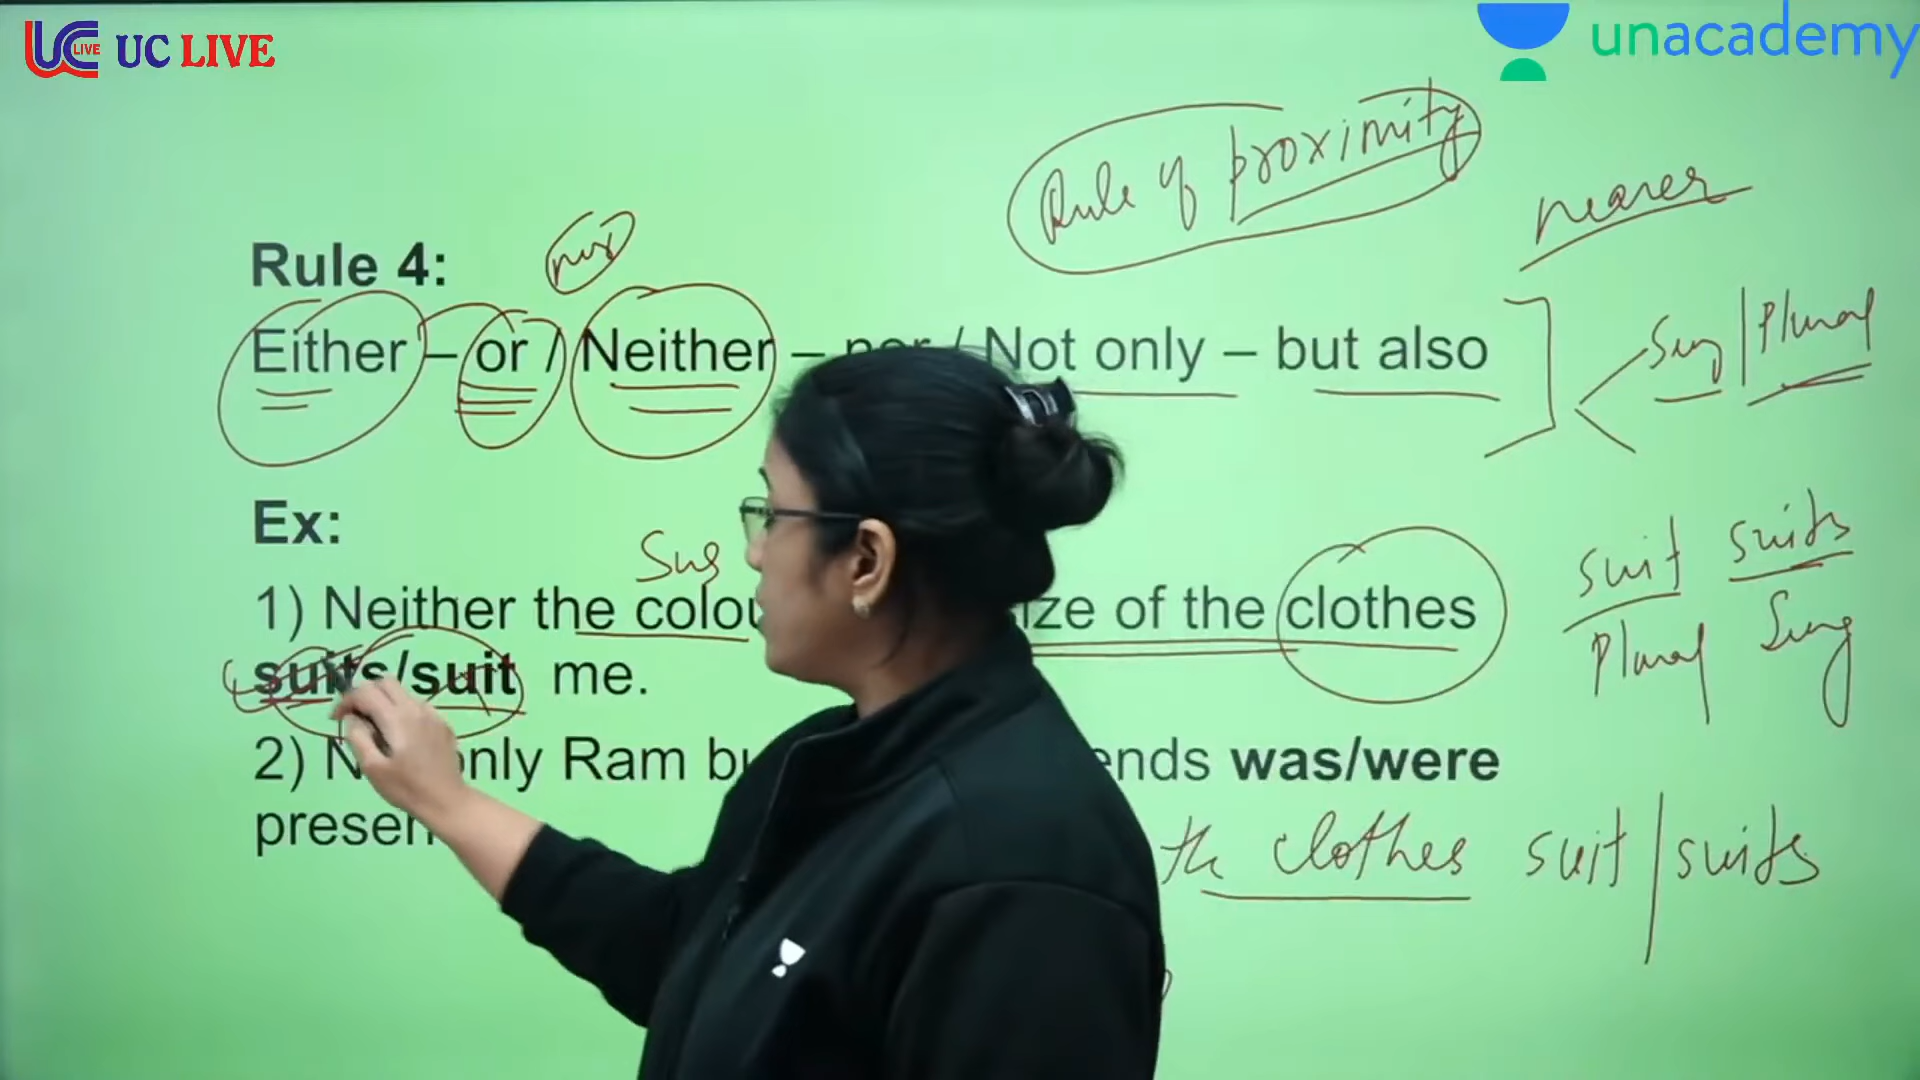 UC LIVE
unacademy
Rule of proximity
nearer
Rule 4:
nor
Either – or / Neither – nor / Not only – but also
Sing | Plural
Ex:
Sing
suit suits
Plural Sing
1) Neither the colou ize of the clothes
suits/suit me.
2) N only Ram bu ends was/were
presen
the clothes suit / suits